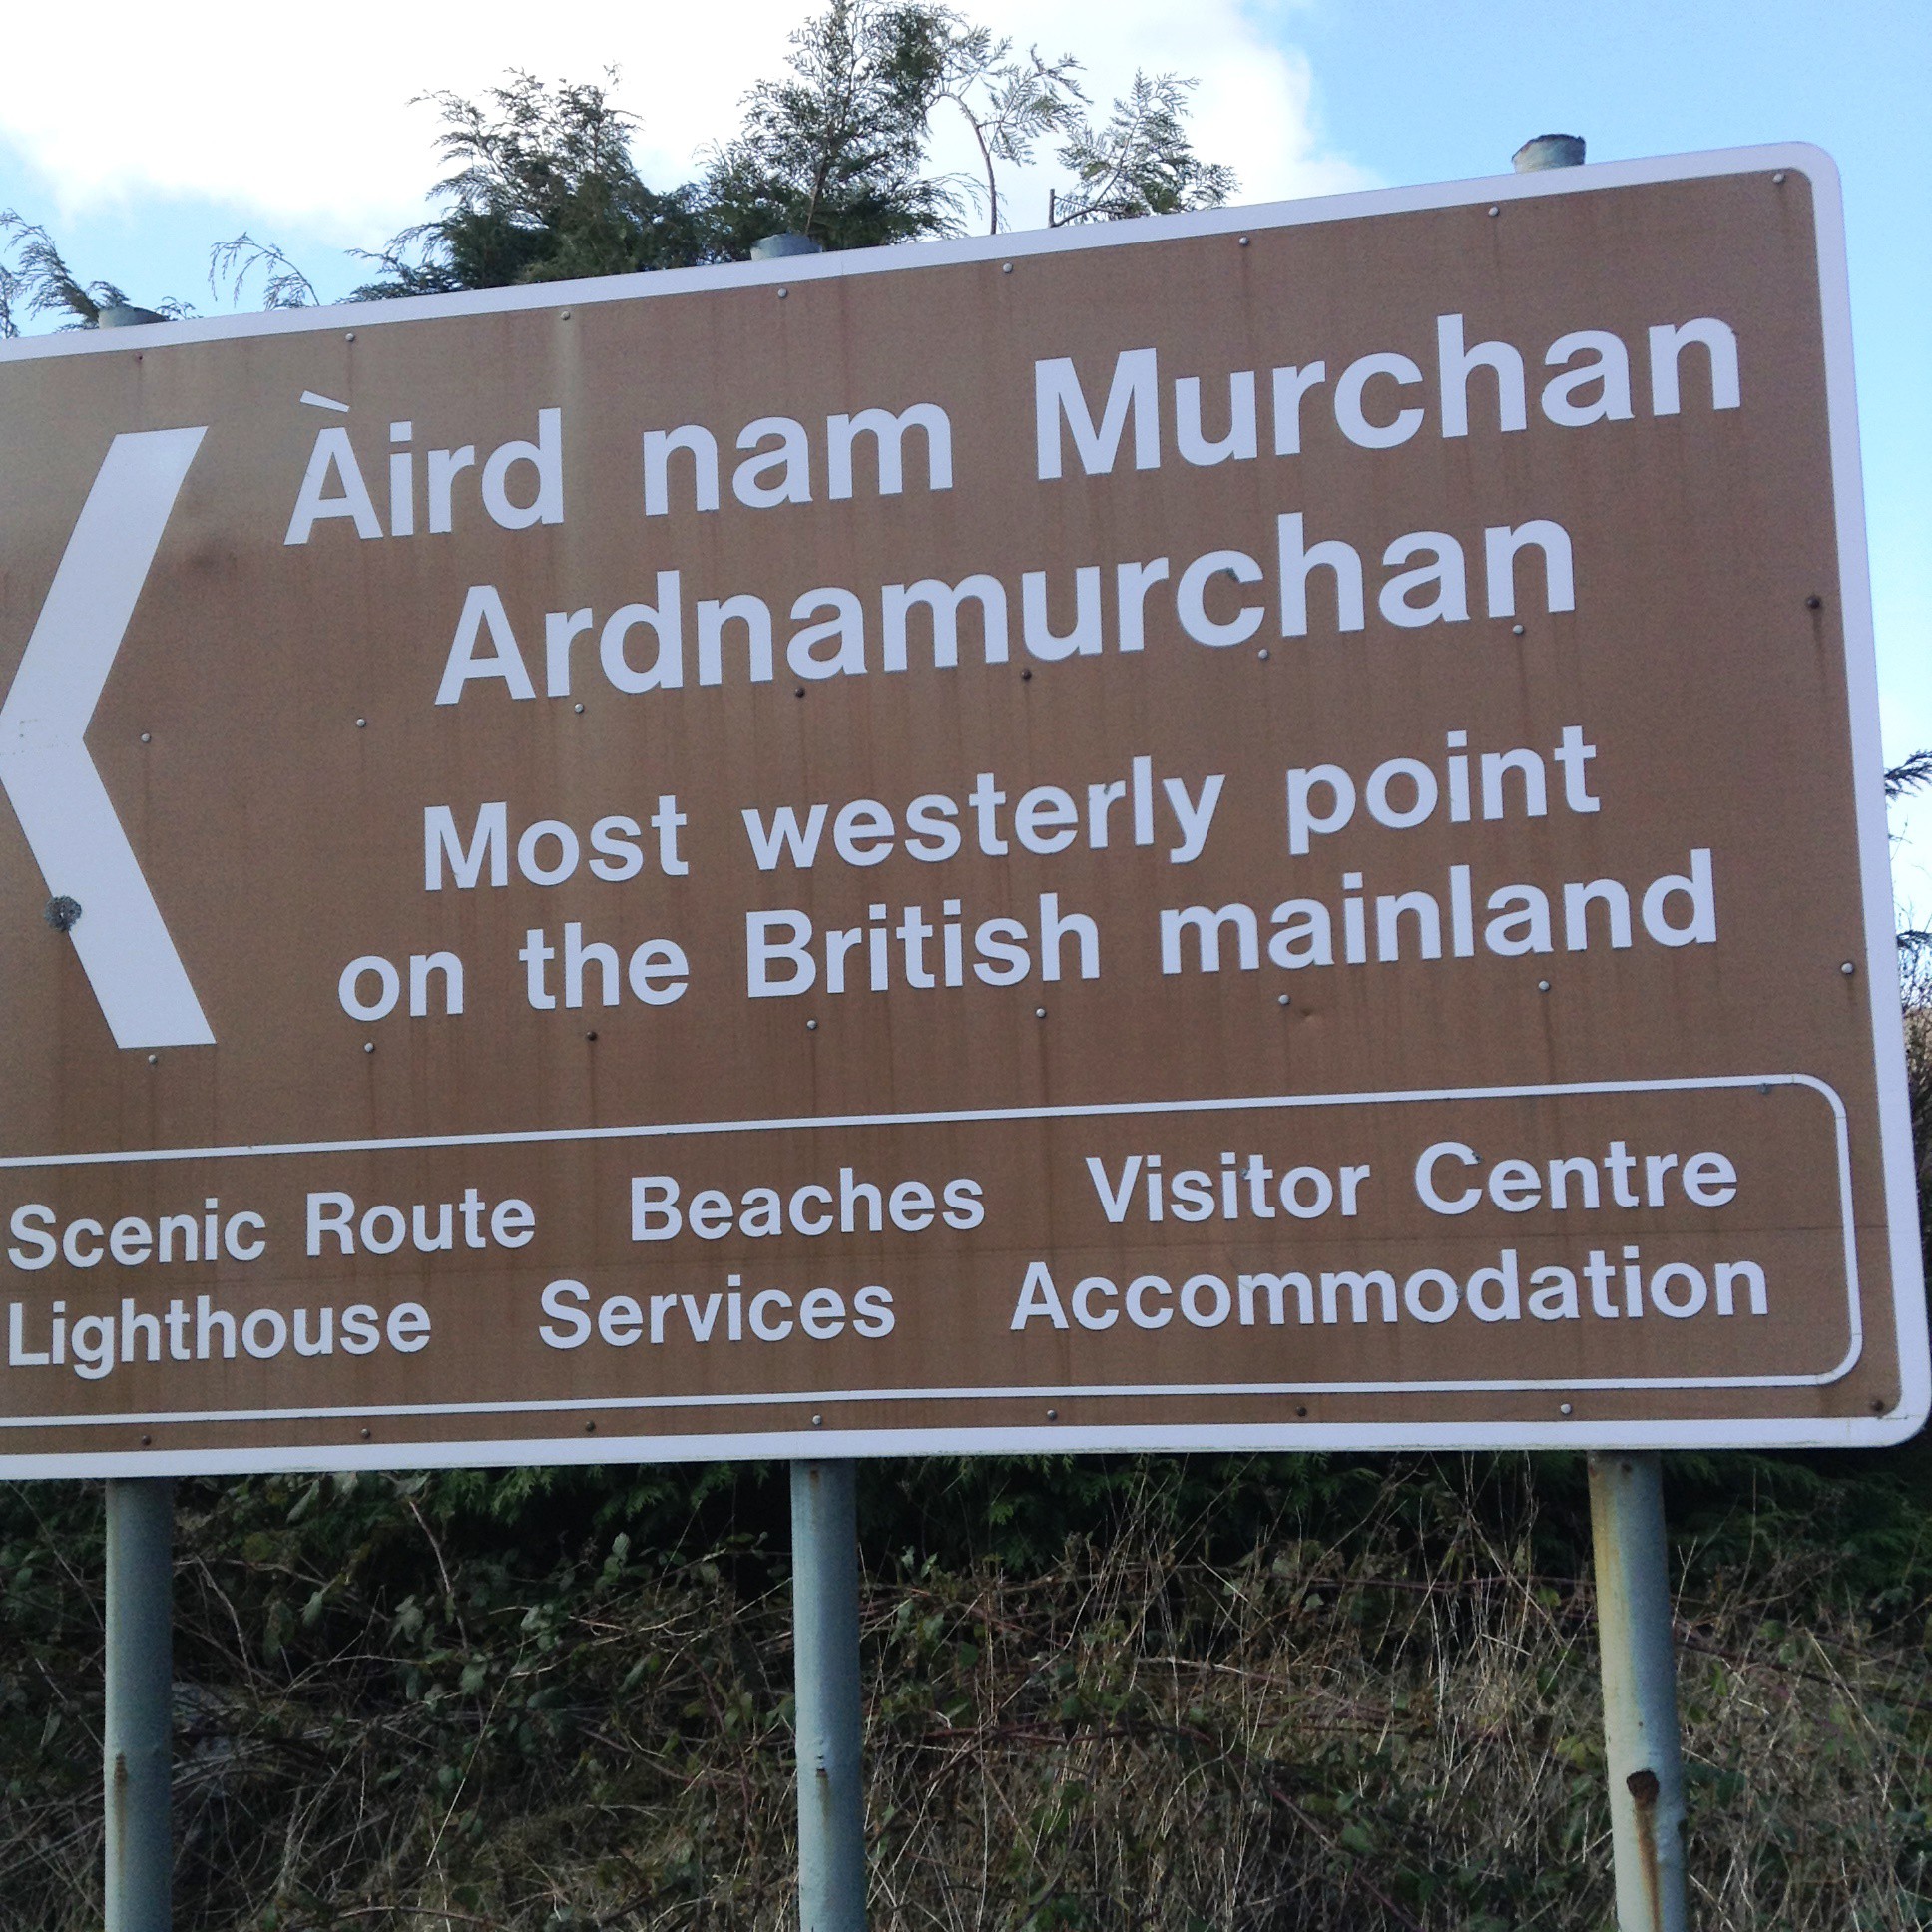 Àird nam Murchan
Ardnamurchan
Most westerly point
on the British mainland
Scenic Route Beaches Visitor Centre
Lighthouse Services Accommodation